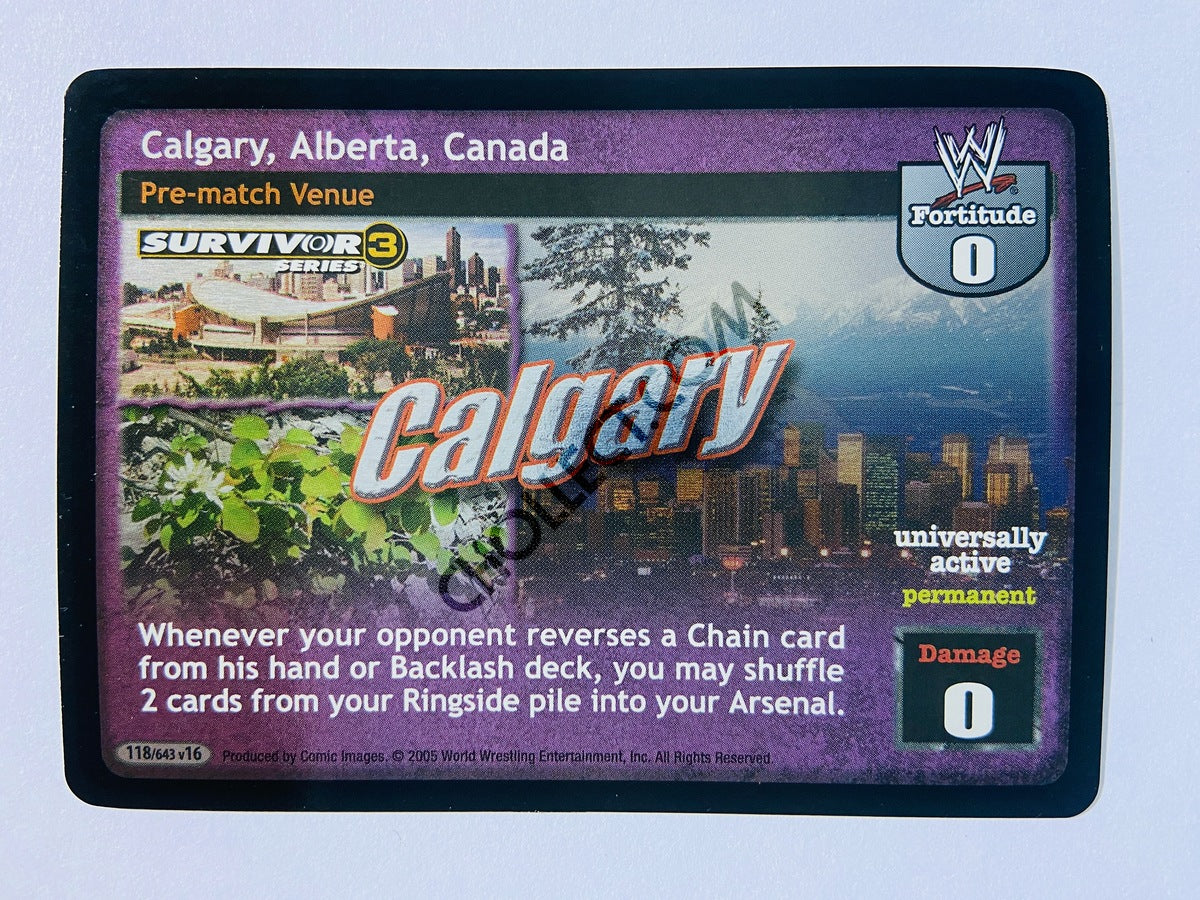 Calgary, Alberta, Canada
Pre-match Venue
W
Fortitude
0
SURVIVOR 3
SERIES
Calgary
CHOLLECT.COM
universally
active
permanent
Whenever your opponent reverses a Chain card
from his hand or Backlash deck, you may shuffle
2 cards from your Ringside pile into your Arsenal.
Damage
0
118/643 v16
Produced by Comic Images. © 2005 World Wrestling Entertainment, Inc. All Rights Reserved.